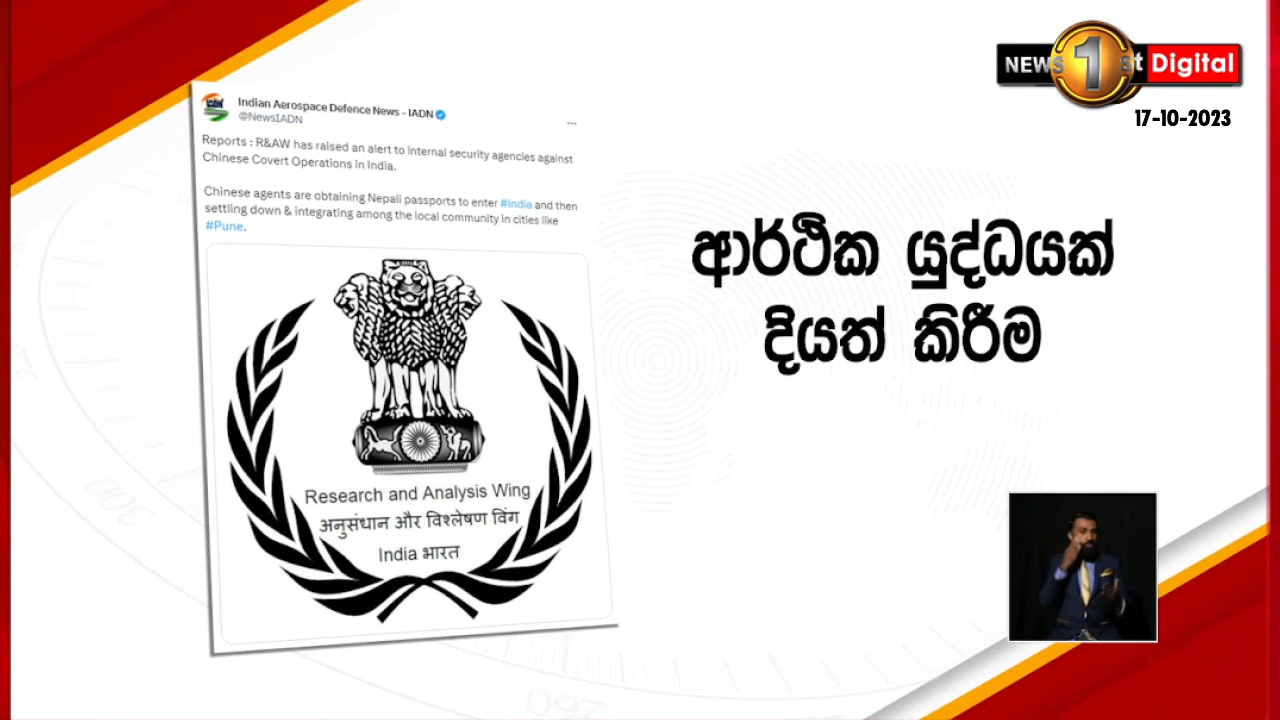 NEWS 1st Digital
17-10-2023
Indian Aerospace Defence News - IADN
@NewsIADN
Reports : R&AW has raised an alert to internal security agencies against
Chinese Covert Operations in India.
Chinese agents are obtaining Nepali passports to enter #India and then
settling down & integrating among the local community in cities like
#Pune.
Research and Analysis Wing
अनुसंधान और विश्लेषण विंग
India भारत
ආර්ථික යුද්ධයක්
දියත් කිරීම
300
260